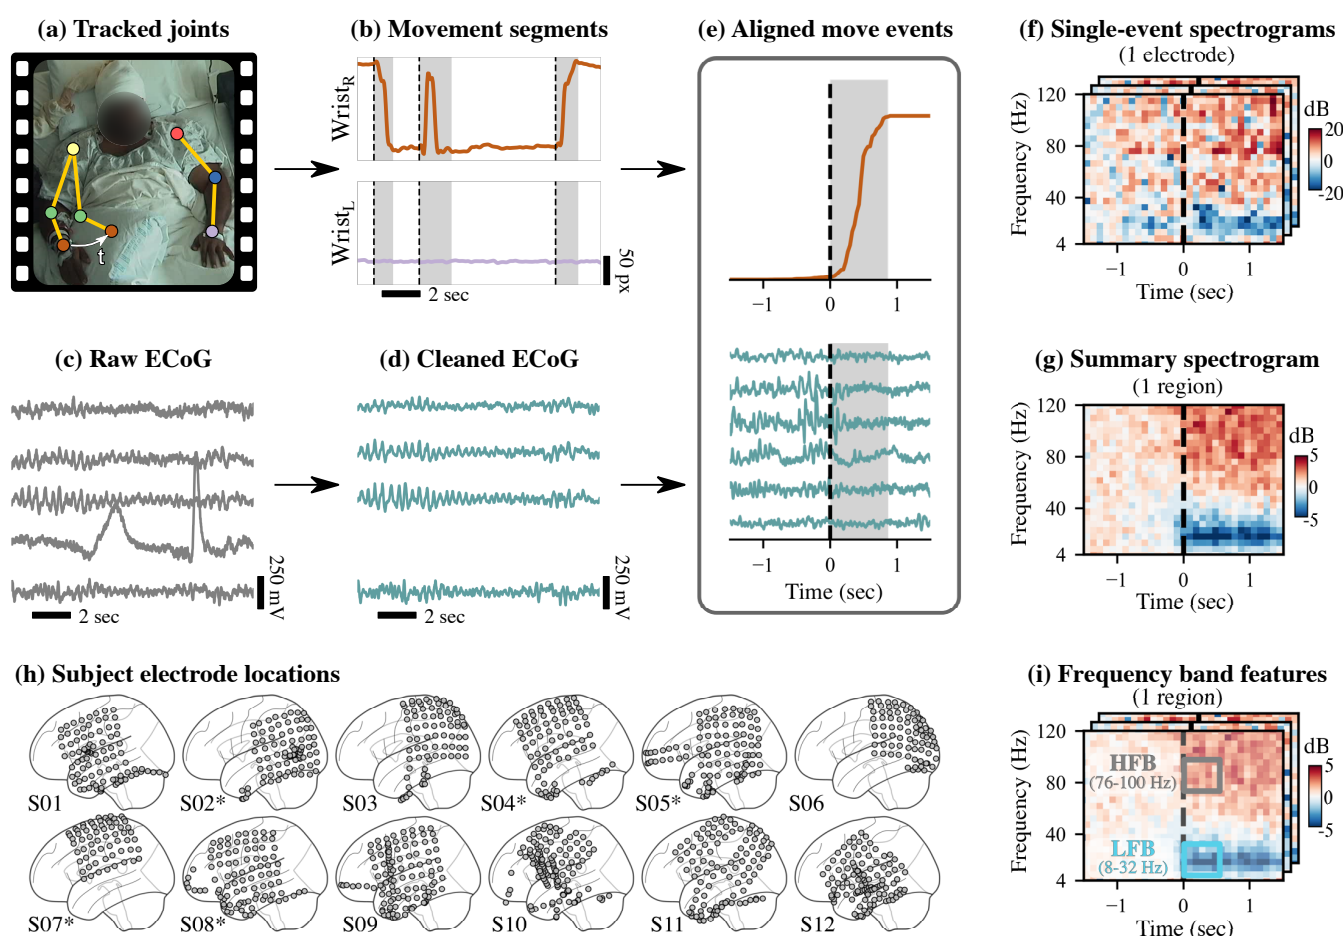 (a) Tracked joints
t
(b) Movement segments
Wrist_R
Wrist_L
50 px
2 sec
(c) Raw ECoG
250 mV
2 sec
(d) Cleaned ECoG
250 mV
2 sec
(e) Aligned move events
−1 0 1
−1 0 1
Time (sec)
(f) Single-event spectrograms
(1 electrode)
Frequency (Hz)
120
80
40
4
−1 0 1
Time (sec)
dB
20
0
-20
(g) Summary spectrogram
(1 region)
Frequency (Hz)
120
80
40
4
−1 0 1
Time (sec)
dB
5
0
-5
(h) Subject electrode locations
S01 S02* S03 S04* S05* S06
S07* S08* S09 S10 S11 S12
(i) Frequency band features
(1 region)
Frequency (Hz)
120
80
40
4
HFB
(76-100 Hz)
LFB
(8-32 Hz)
−1 0 1
Time (sec)
dB
5
0
-5